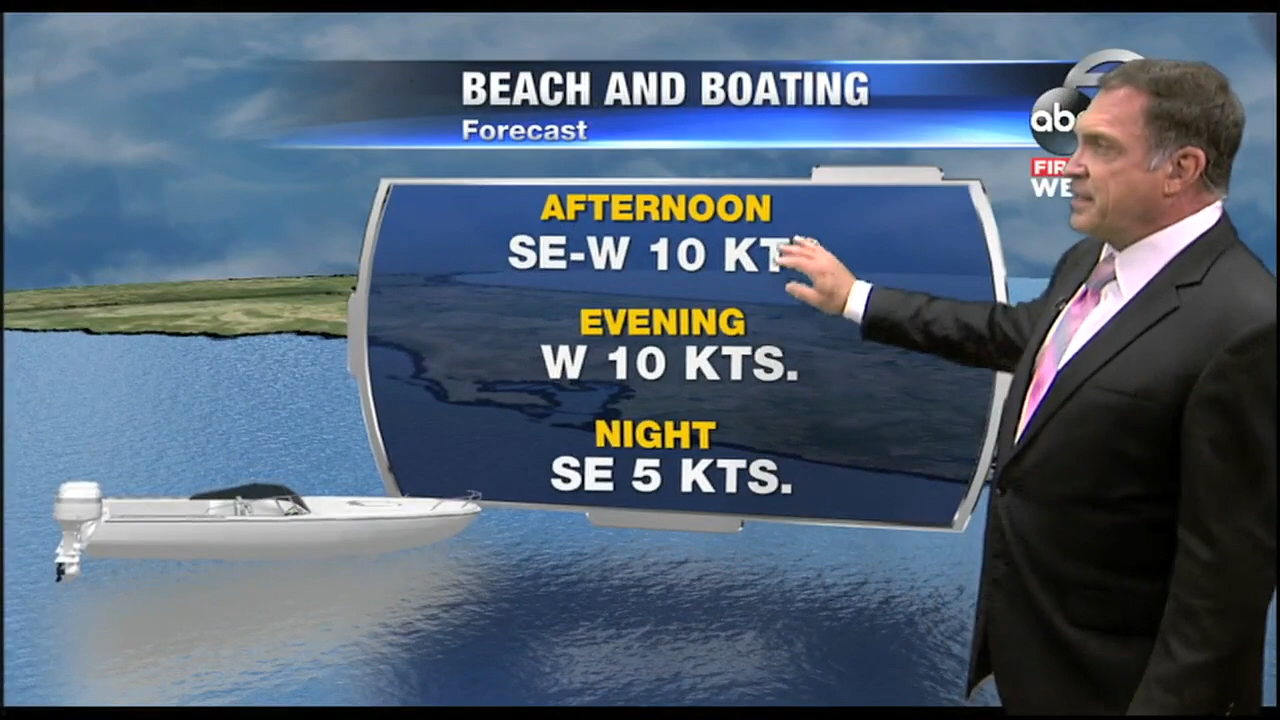 BEACH AND BOATING
Forecast
abc
AFTERNOON
SE-W 10
EVENING
W 10 KTS.
NIGHT
SE 5 KTS.